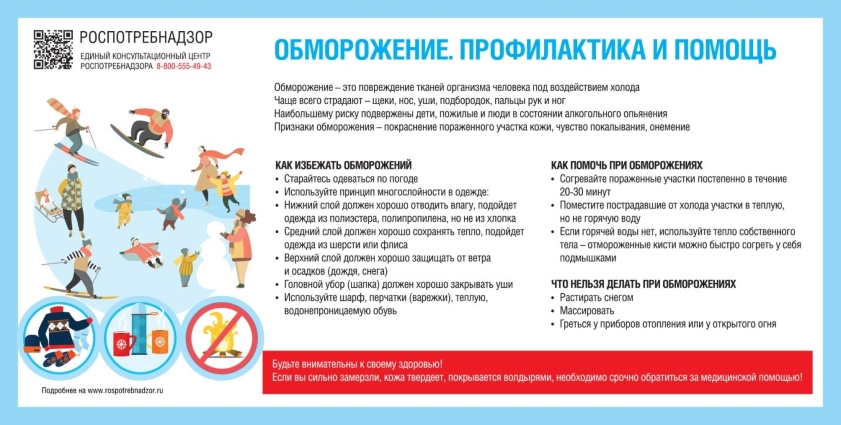 РОСПОТРЕБНАДЗОР
ЕДИНЫЙ КОНСУЛЬТАЦИОННЫЙ ЦЕНТР
РОСПОТРЕБНАДЗОРА 8-800-555-49-43
ОБМОРОЖЕНИЕ. ПРОФИЛАКТИКА И ПОМОЩЬ
Обморожение – это повреждение тканей организма человека под воздействием холода
Чаще всего страдают – щеки, нос, уши, подбородок, пальцы рук и ног
Наибольшему риску подвержены дети, пожилые и люди в состоянии алкогольного опьянения
Признаки обморожения – покраснение пораженного участка кожи, чувство покалывания, онемение
КАК ИЗБЕЖАТЬ ОБМОРОЖЕНИЙ
• Старайтесь одеваться по погоде
• Используйте принцип многослойности в одежде:
• Нижний слой должен хорошо отводить влагу, подойдет
одежда из полиэстера, полипропилена, но не из хлопка
• Средний слой должен хорошо сохранять тепло, подойдет
одежда из шерсти или флиса
• Верхний слой должен хорошо защищать от ветра
и осадков (дождя, снега)
• Головной убор (шапка) должен хорошо закрывать уши
• Используйте шарф, перчатки (варежки), теплую,
водонепроницаемую обувь
КАК ПОМОЧЬ ПРИ ОБМОРОЖЕНИЯХ
• Согревайте пораженные участки постепенно в течение
20-30 минут
• Поместите пострадавшие от холода участки в теплую,
но не горячую воду
• Если горячей воды нет, используйте тепло собственного
тела – отмороженные кисти можно быстро согреть у себя
подмышками
ЧТО НЕЛЬЗЯ ДЕЛАТЬ ПРИ ОБМОРОЖЕНИЯХ
• Растирать снегом
• Массировать
• Греться у приборов отопления или у открытого огня
Будьте внимательны к своему здоровью!
Если вы сильно замерзли, кожа твердеет, покрывается волдырями, необходимо срочно обратиться за медицинской помощью!
Подробнее на www.rospotrebnadzor.ru